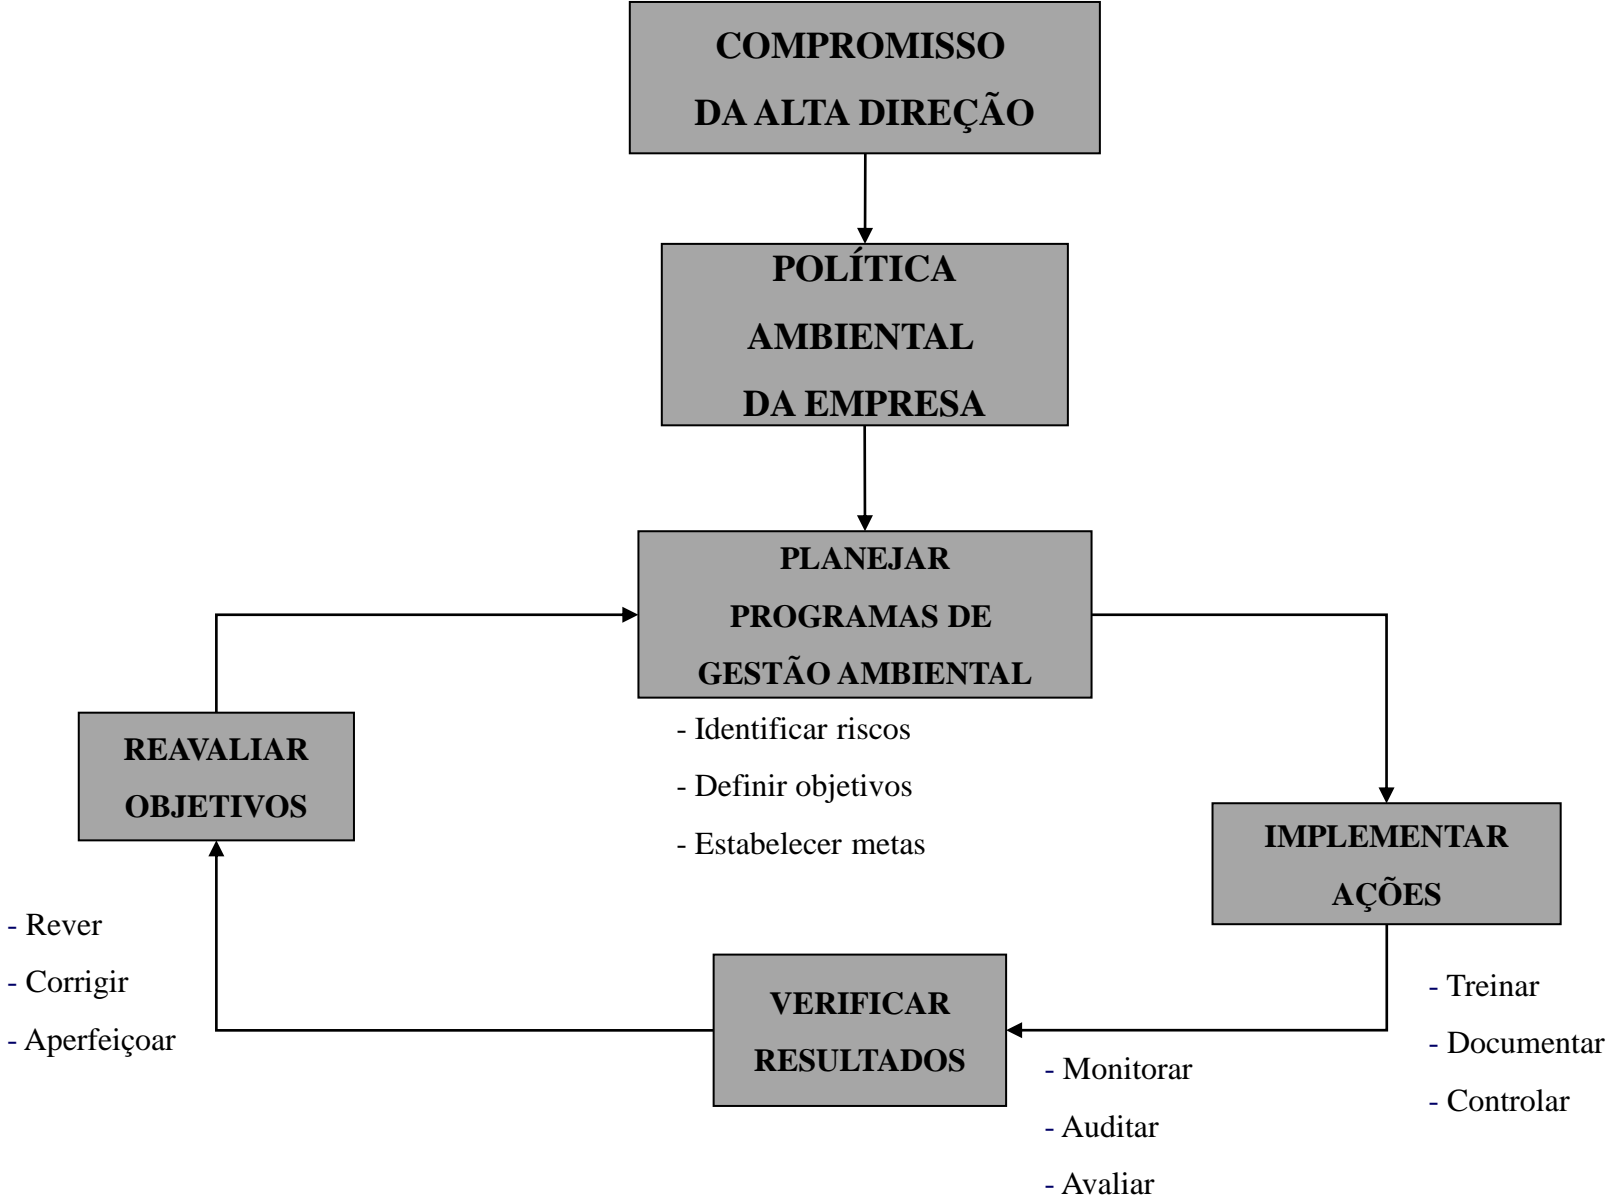 COMPROMISSO
DA ALTA DIREÇÃO
POLÍTICA
AMBIENTAL
DA EMPRESA
PLANEJAR
PROGRAMAS DE
GESTÃO AMBIENTAL
- Identificar riscos
- Definir objetivos
- Estabelecer metas
IMPLEMENTAR
AÇÕES
- Treinar
- Documentar
- Controlar
VERIFICAR
RESULTADOS
- Monitorar
- Auditar
- Avaliar
REAVALIAR
OBJETIVOS
- Rever
- Corrigir
- Aperfeiçoar